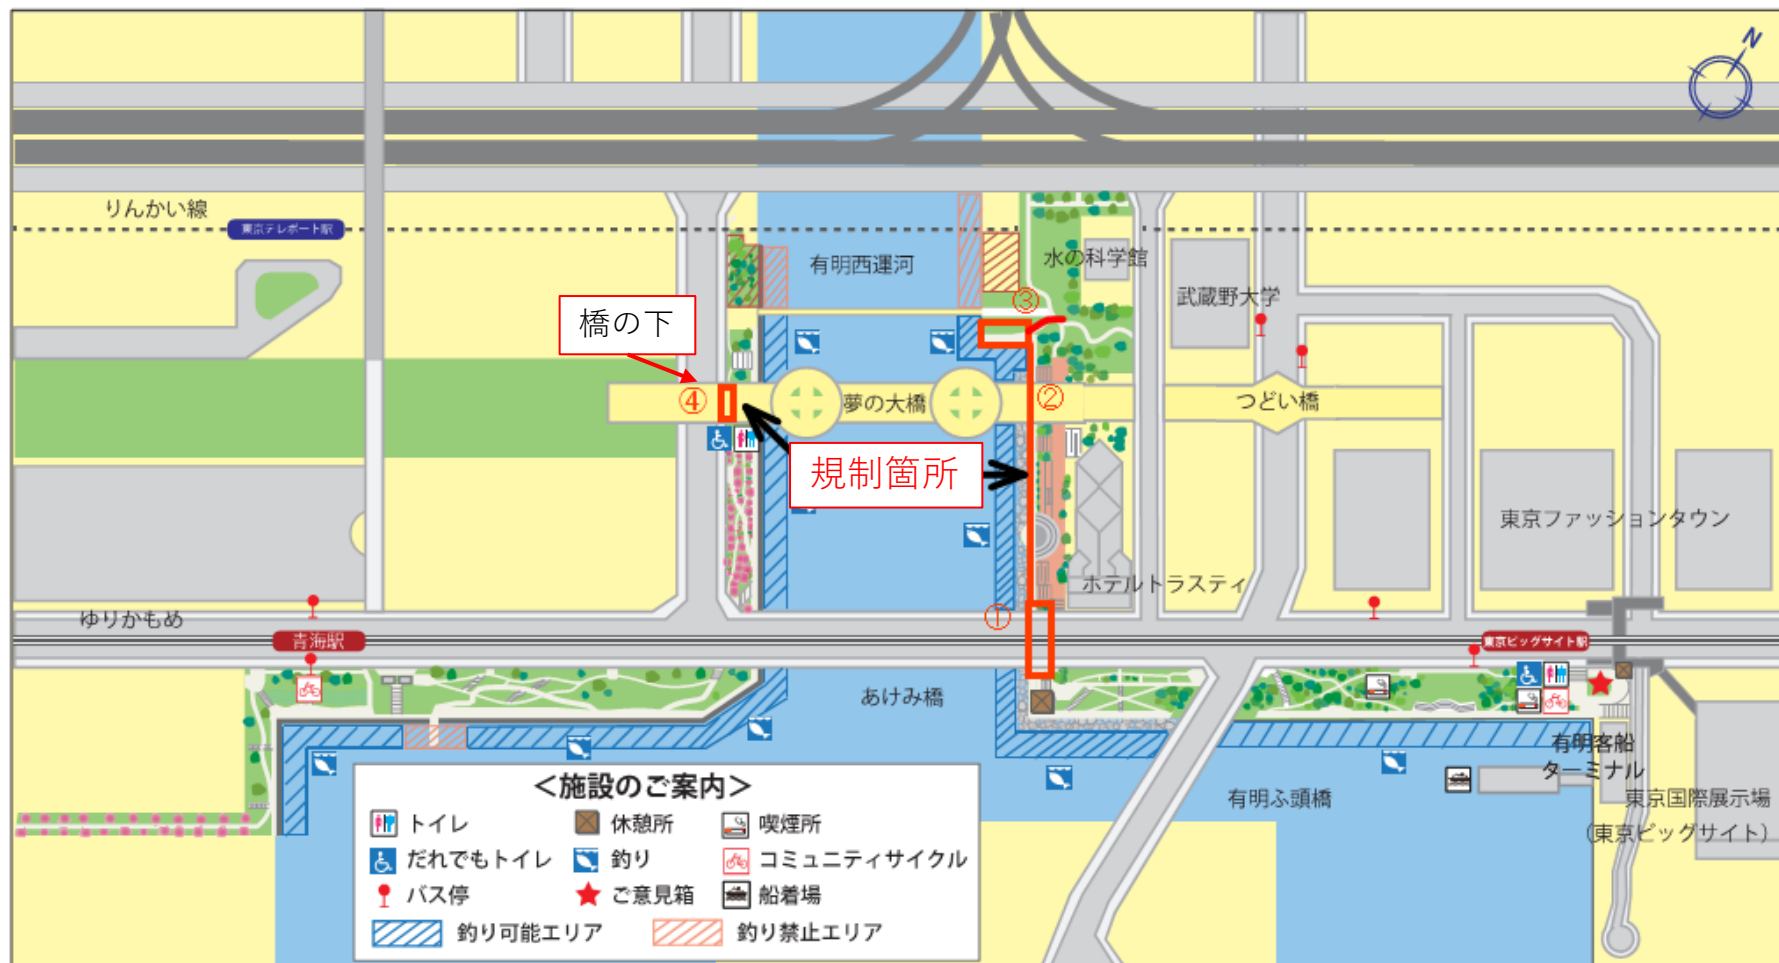 N
りんかい線
東京テレポート駅
有明西運河
水の科学館
武蔵野大学
③
橋の下
④
夢の大橋
②
つどい橋
規制箇所
東京ファッションタウン
ホテルトラスティ
①
ゆりかもめ
青海駅
東京ビッグサイト駅
あけみ橋
有明客船
ターミナル
有明ふ頭橋
東京国際展示場
(東京ビッグサイト)
<施設のご案内>
トイレ
休憩所
喫煙所
だれでもトイレ
釣り
コミュニティサイクル
バス停
ご意見箱
船着場
釣り可能エリア
釣り禁止エリア